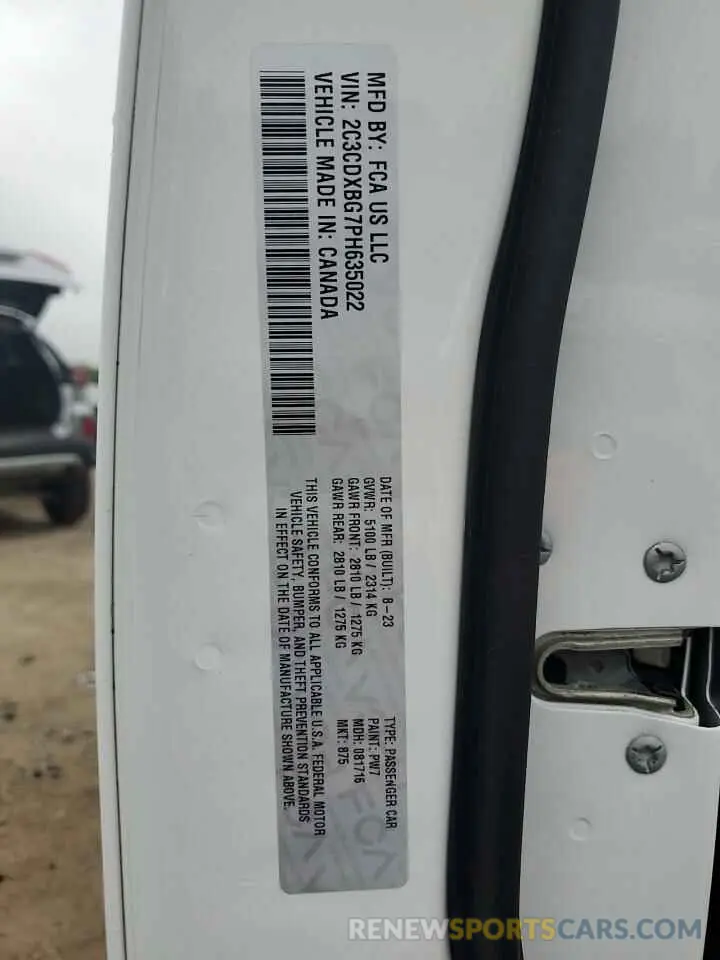 MFD BY: FCA US LLC
VIN: 2C3CDXBG7PH635022
VEHICLE MADE IN: CANADA
DATE OF MFR (BUILT): 8-23
GVWR: 5100 LB / 2314 KG
GAWR FRONT: 2810 LB / 1275 KG
GAWR REAR: 2810 LB / 1275 KG
TYPE: PASSENGER CAR
PAINT: PW7
MDH: 081716
MKT: 875
THIS VEHICLE CONFORMS TO ALL APPLICABLE U.S.A. FEDERAL MOTOR
VEHICLE SAFETY, BUMPER, AND THEFT PREVENTION STANDARDS
IN EFFECT ON THE DATE OF MANUFACTURE SHOWN ABOVE.
FCA
RENEWSPORTSCARS.COM